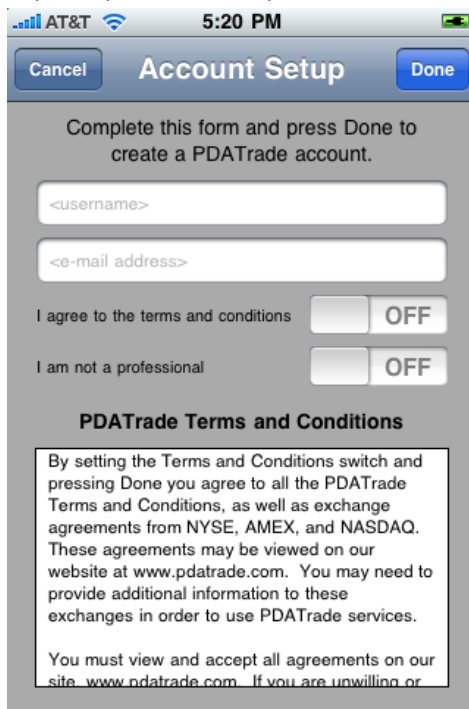 AT&T 5:20 PM
Cancel Account Setup Done
Complete this form and press Done to
create a PDATrade account.
<username>
<e-mail address>
I agree to the terms and conditions OFF
I am not a professional OFF
PDATrade Terms and Conditions
By setting the Terms and Conditions switch and
pressing Done you agree to all the PDATrade
Terms and Conditions, as well as exchange
agreements from NYSE, AMEX, and NASDAQ.
These agreements may be viewed on our
website at www.pdatrade.com. You may need to
provide additional information to these
exchanges in order to use PDATrade services.
You must view and accept all agreements on our
site, www.pdatrade.com. If you are unwilling or